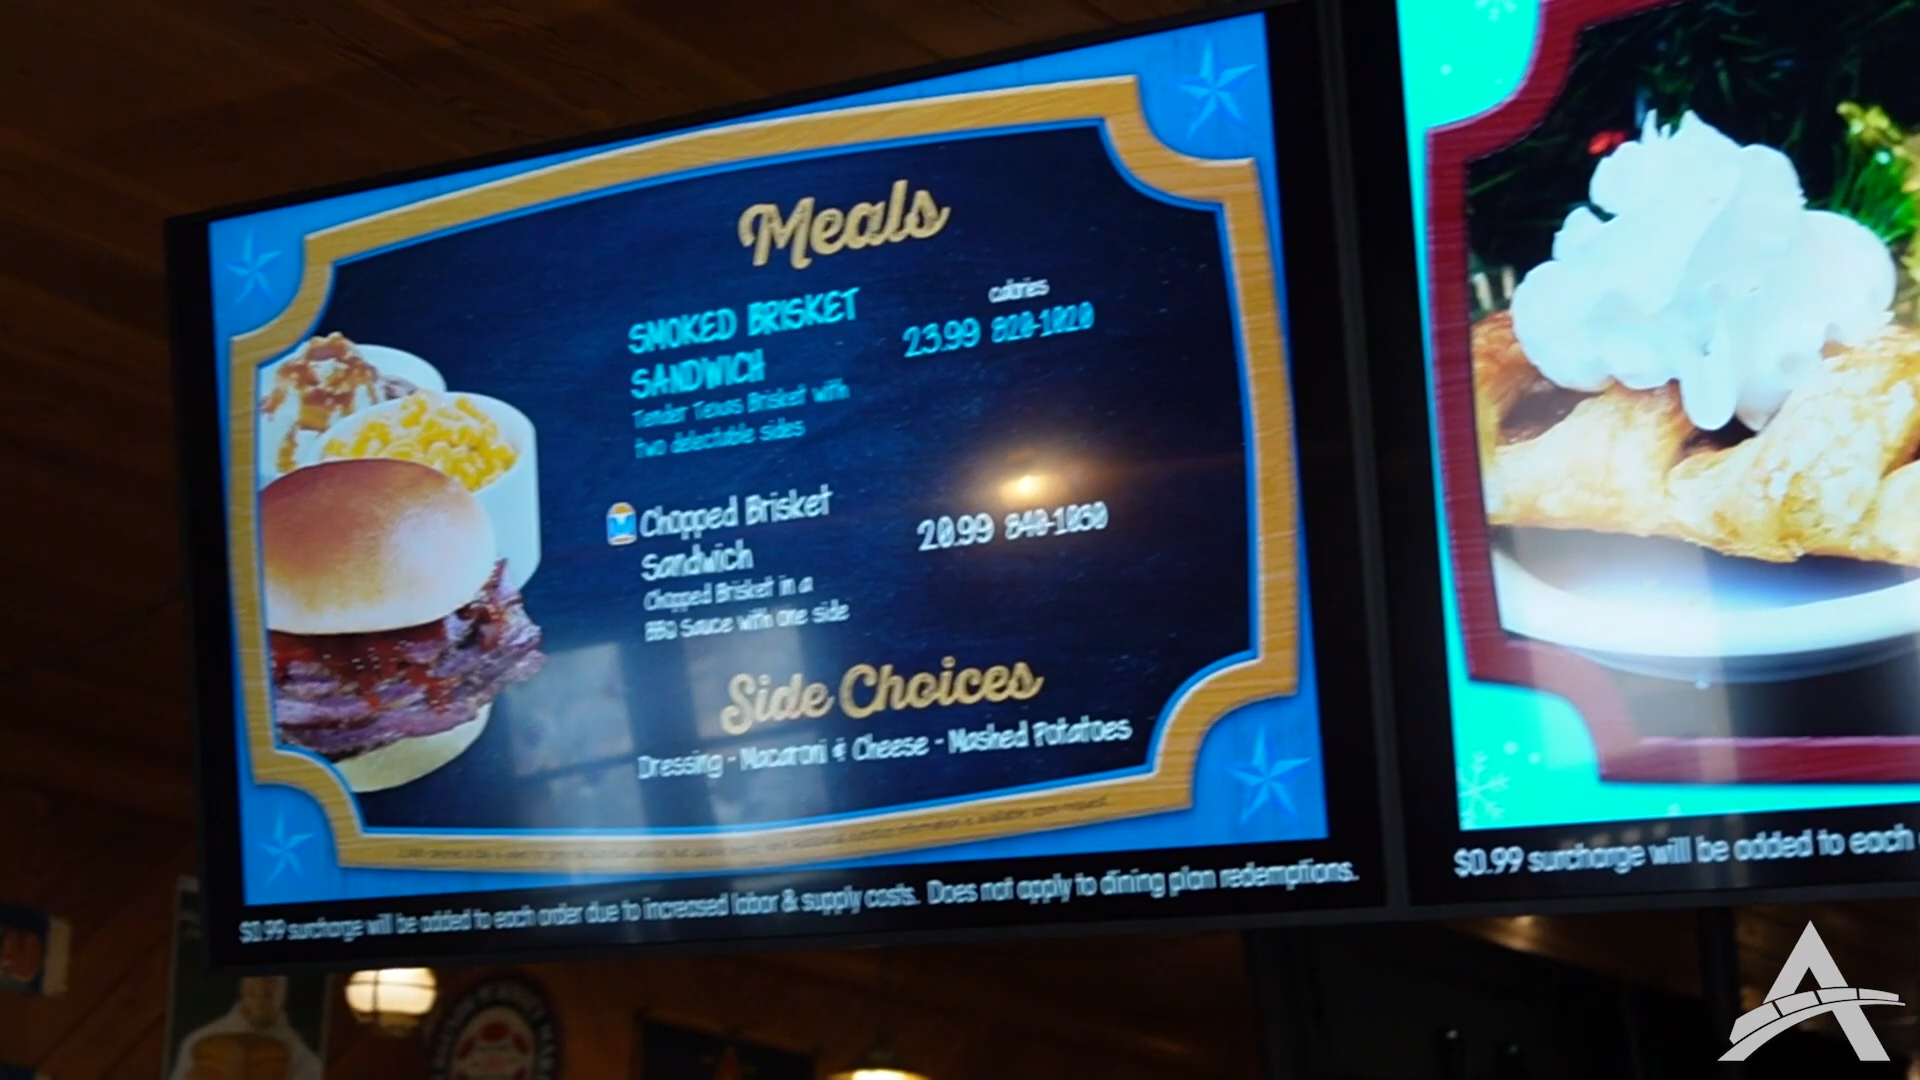 Meals
calories
SMOKED BRISKET
SANDWICH
23.99 820-1020
Tender Texas Brisket with
two delectable sides
Chopped Brisket
Sandwich
20.99 840-1030
Chopped Brisket in a
BBQ Sauce with one side
Side Choices
Dressing - Macaroni & Cheese - Mashed Potatoes
$0.99 surcharge will be added to each order due to increased labor & supply costs. Does not apply to dining plan redemptions.
$0.99 surcharge will be added to each